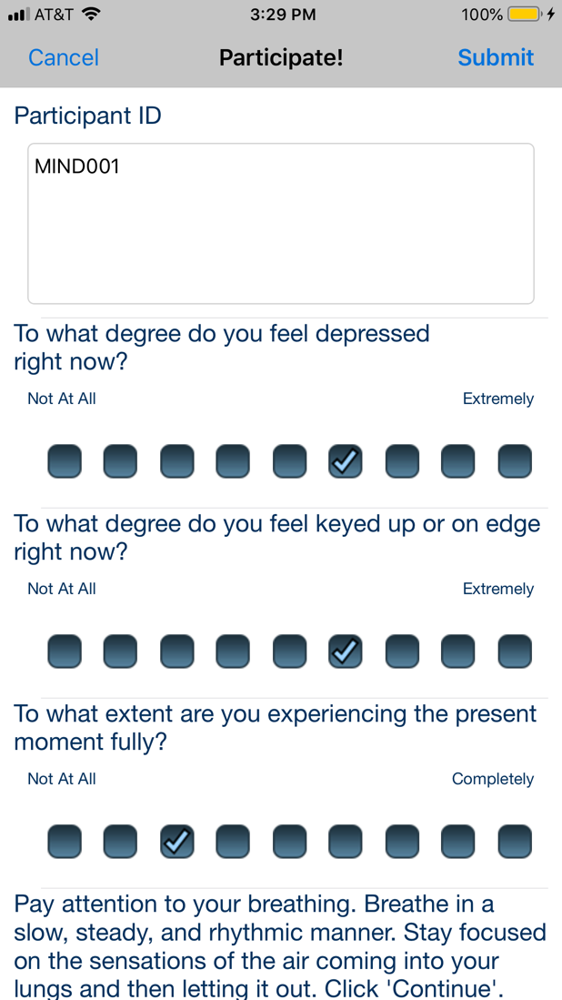 AT&T 3:29 PM 100%
Cancel Participate! Submit
Participant ID
MIND001
To what degree do you feel depressed
right now?
Not At All Extremely
To what degree do you feel keyed up or on edge
right now?
Not At All Extremely
To what extent are you experiencing the present
moment fully?
Not At All Completely
Pay attention to your breathing. Breathe in a
slow, steady, and rhythmic manner. Stay focused
on the sensations of the air coming into your
lungs and then letting it out. Click 'Continue'.